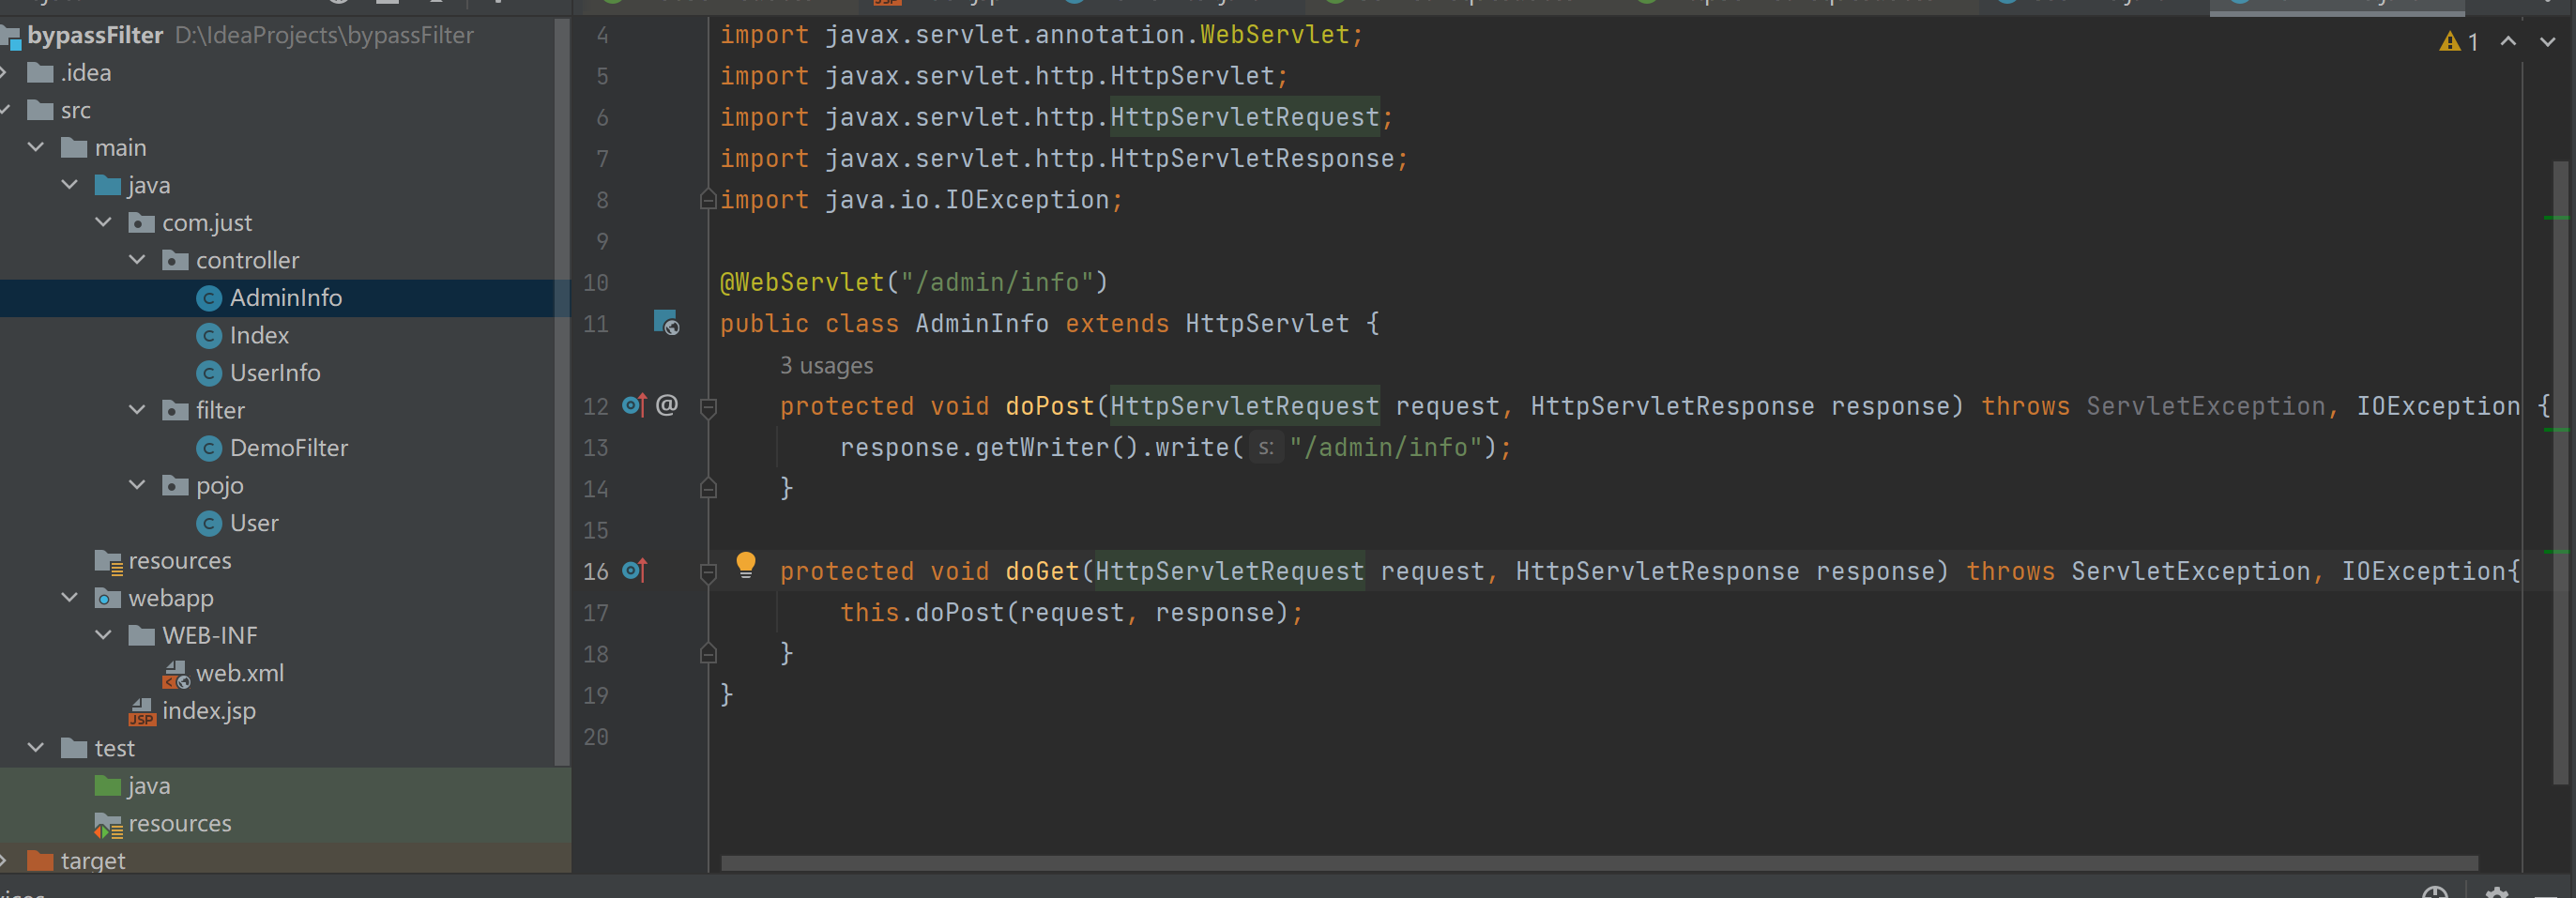 bypassFilter D:\IdeaProjects\bypassFilter
.idea
src
main
java
com.just
controller
AdminInfo
Index
UserInfo
filter
DemoFilter
pojo
User
resources
webapp
WEB-INF
web.xml
JSP index.jsp
test
java
resources
target
JSP
1
4 import javax.servlet.annotation.WebServlet;
5 import javax.servlet.http.HttpServlet;
6 import javax.servlet.http.HttpServletRequest;
7 import javax.servlet.http.HttpServletResponse;
8 import java.io.IOException;
9
10 @WebServlet("/admin/info")
11 public class AdminInfo extends HttpServlet {
3 usages
12 @ protected void doPost(HttpServletRequest request, HttpServletResponse response) throws ServletException, IOException {
13 response.getWriter().write( s: "/admin/info");
14 }
15
16 protected void doGet(HttpServletRequest request, HttpServletResponse response) throws ServletException, IOException{
17 this.doPost(request, response);
18 }
19 }
20